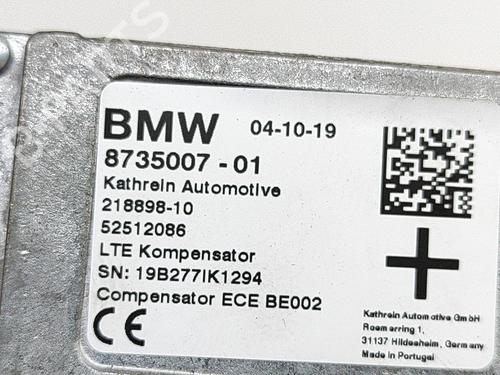 BMW 04-10-19
8735007-01
Kathrein Automotive
218898-10
52512086
LTE Kompensator
SN: 19B277IK1294
Compensator ECE BE002
CE
Kathrein Automotive GmbH
Roemerring 1,
31137 Hildesheim, Germany
Made in Portugal